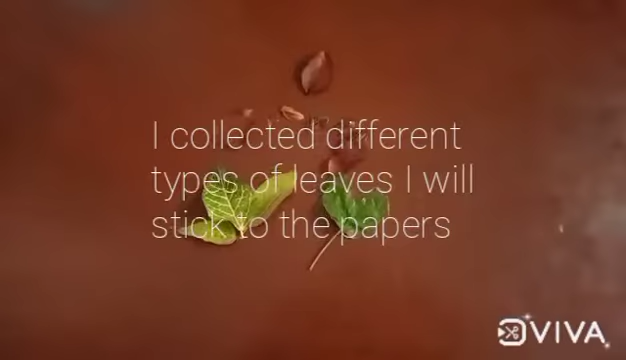 I collected different
types of leaves I will
stick to the papers
VIVA